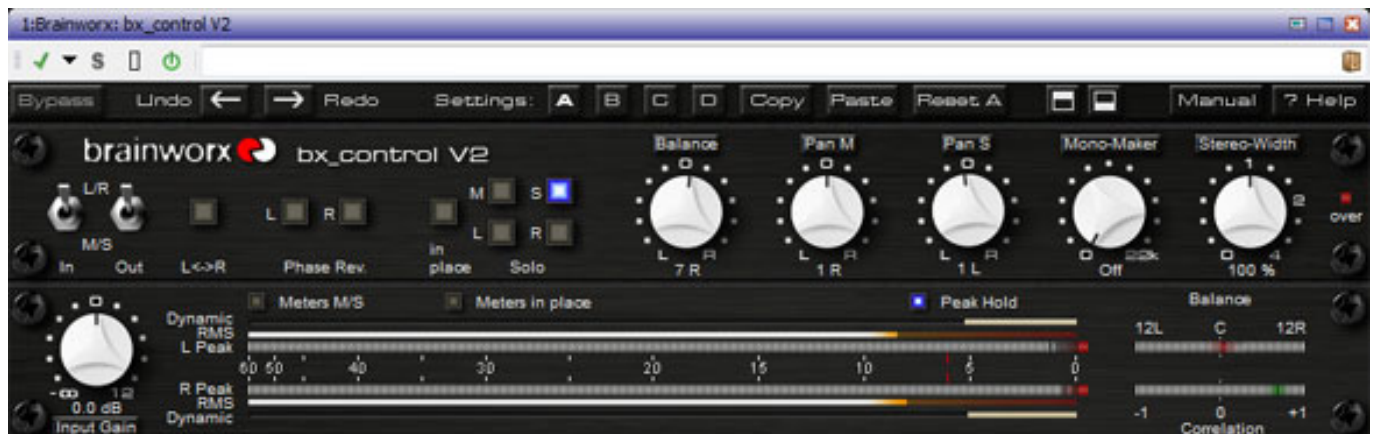 1:Brainworx: bx_control V2
S
Bypass Undo ← → Redo Settings: A B C D Copy Paste Reset A Manual ? Help
brainworx bx_control V2
Balance Pan M Pan S Mono-Maker Stereo-Width
0 0 0 1
L/R M S 2 over
L R L R
M/S
In Out L<->R Phase Rev. in place Solo
L R L R L R 0 22k 0 4
7 R 1 R 1 L Off 100 %
0 Meters M/S Meters in place Peak Hold Balance
Dynamic
RMS 12L C 12R
L Peak
60 50 40 30 20 15 10 5 0
R Peak
-∞ 12 RMS
0.0 dB Dynamic -1 0 +1
Input Gain Correlation